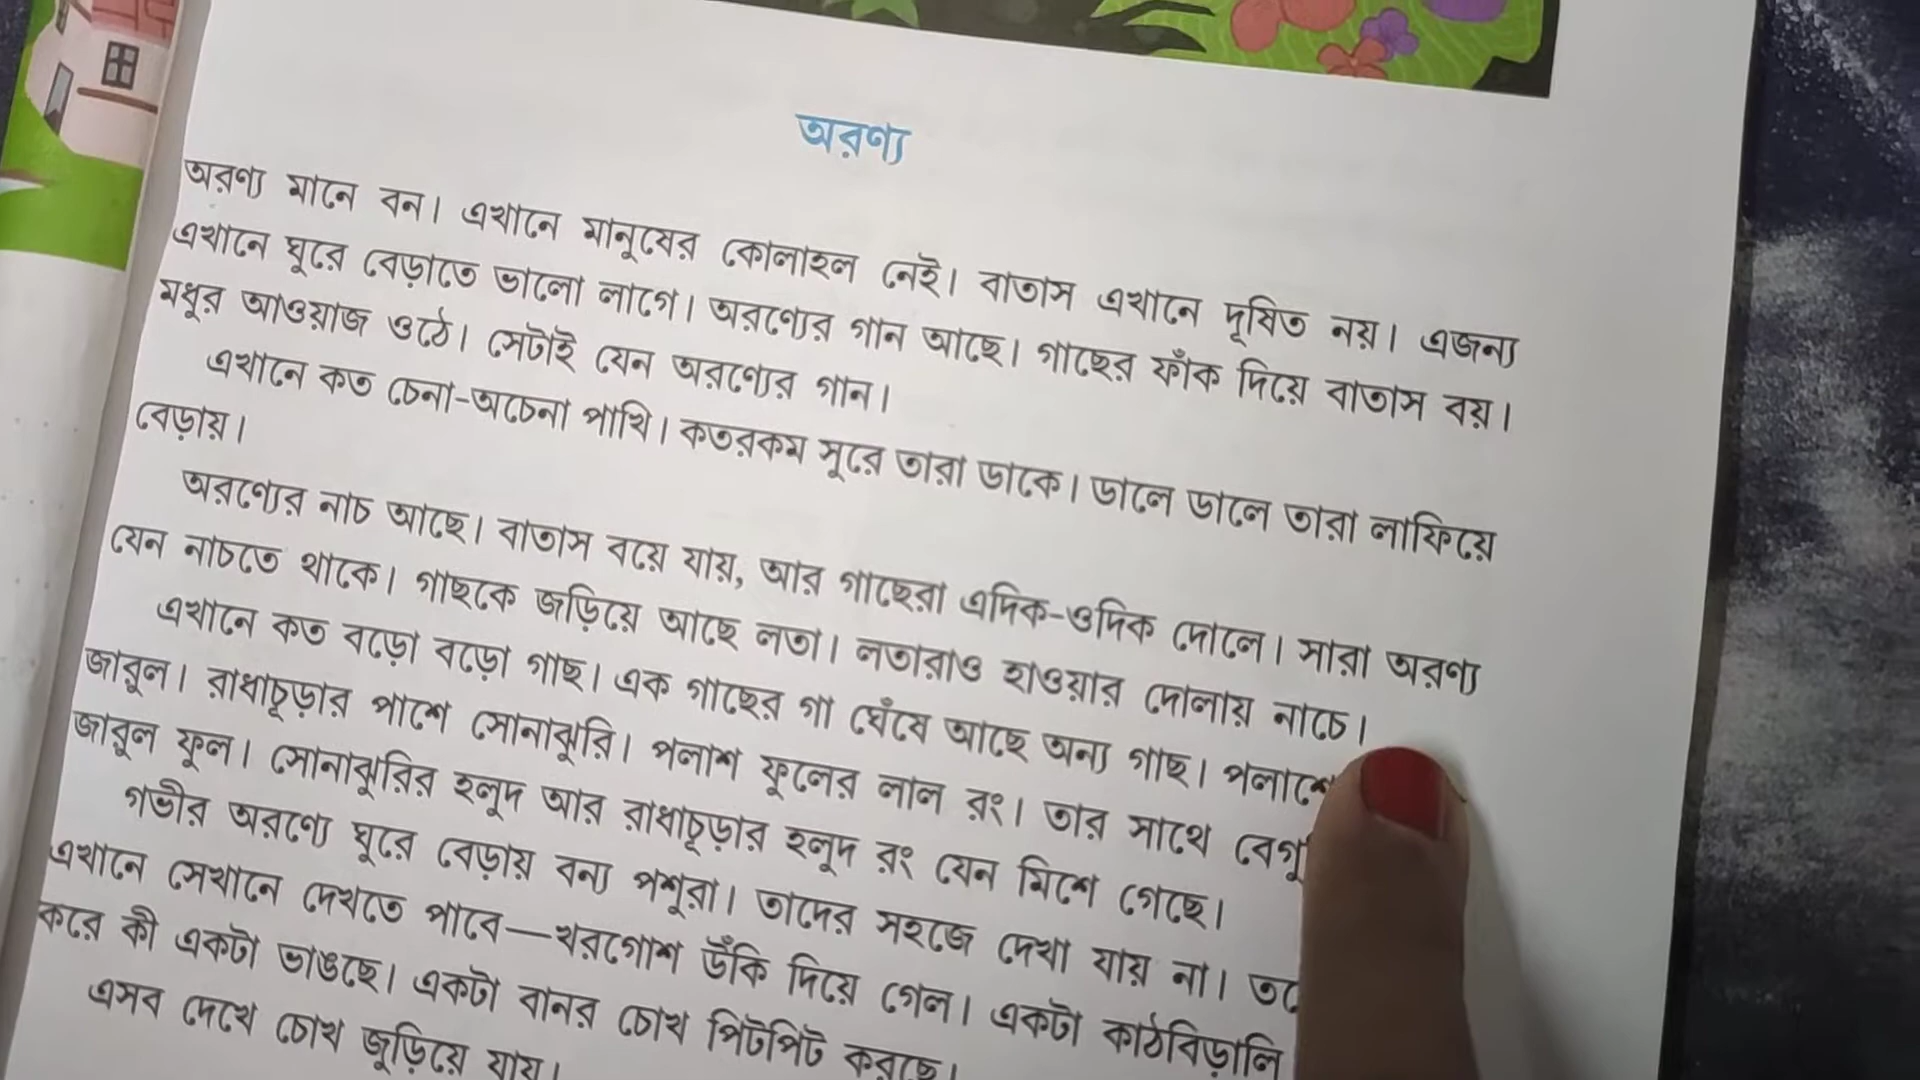 অরণ্য
অরণ্য মানে বন। এখানে মানুষের কোলাহল নেই। বাতাস এখানে দূষিত নয়। এজন্য
এখানে ঘুরে বেড়াতে ভালো লাগে। অরণ্যের গান আছে। গাছের ফাঁক দিয়ে বাতাস বয়।
মধুর আওয়াজ ওঠে। সেটাই যেন অরণ্যের গান।
এখানে কত চেনা-অচেনা পাখি। কতরকম সুরে তারা ডাকে। ডালে ডালে তারা লাফিয়ে
বেড়ায়।
অরণ্যের নাচ আছে। বাতাস বয়ে যায়, আর গাছেরা এদিক-ওদিক দোলে। সারা অরণ্য
যেন নাচতে থাকে। গাছকে জড়িয়ে আছে লতা। লতারাও হাওয়ার দোলায় নাচে।
এখানে কত বড়ো বড়ো গাছ। এক গাছের গা ঘেঁষে আছে অন্য গাছ।
জারুল। রাধাচূড়ার পাশে সোনাঝুরি। পলাশ ফুলের লাল রং। তার সাথে
জারুল ফুল। সোনাঝুরির হলুদ আর রাধাচূড়ার হলুদ রং যেন মিশে গেছে।
গভীর অরণ্যে ঘুরে বেড়ায় বন্য পশুরা। তাদের সহজে দেখা যায় না।
এখানে সেখানে দেখতে পাবে—খরগোশ উঁকি দিয়ে গেল। একটা কাঠবিড়ালি
করে কী একটা ভাঙছে। একটা বানর চোখ পিটপিট করছে।
এসব দেখে চোখ জুড়িয়ে যায়।